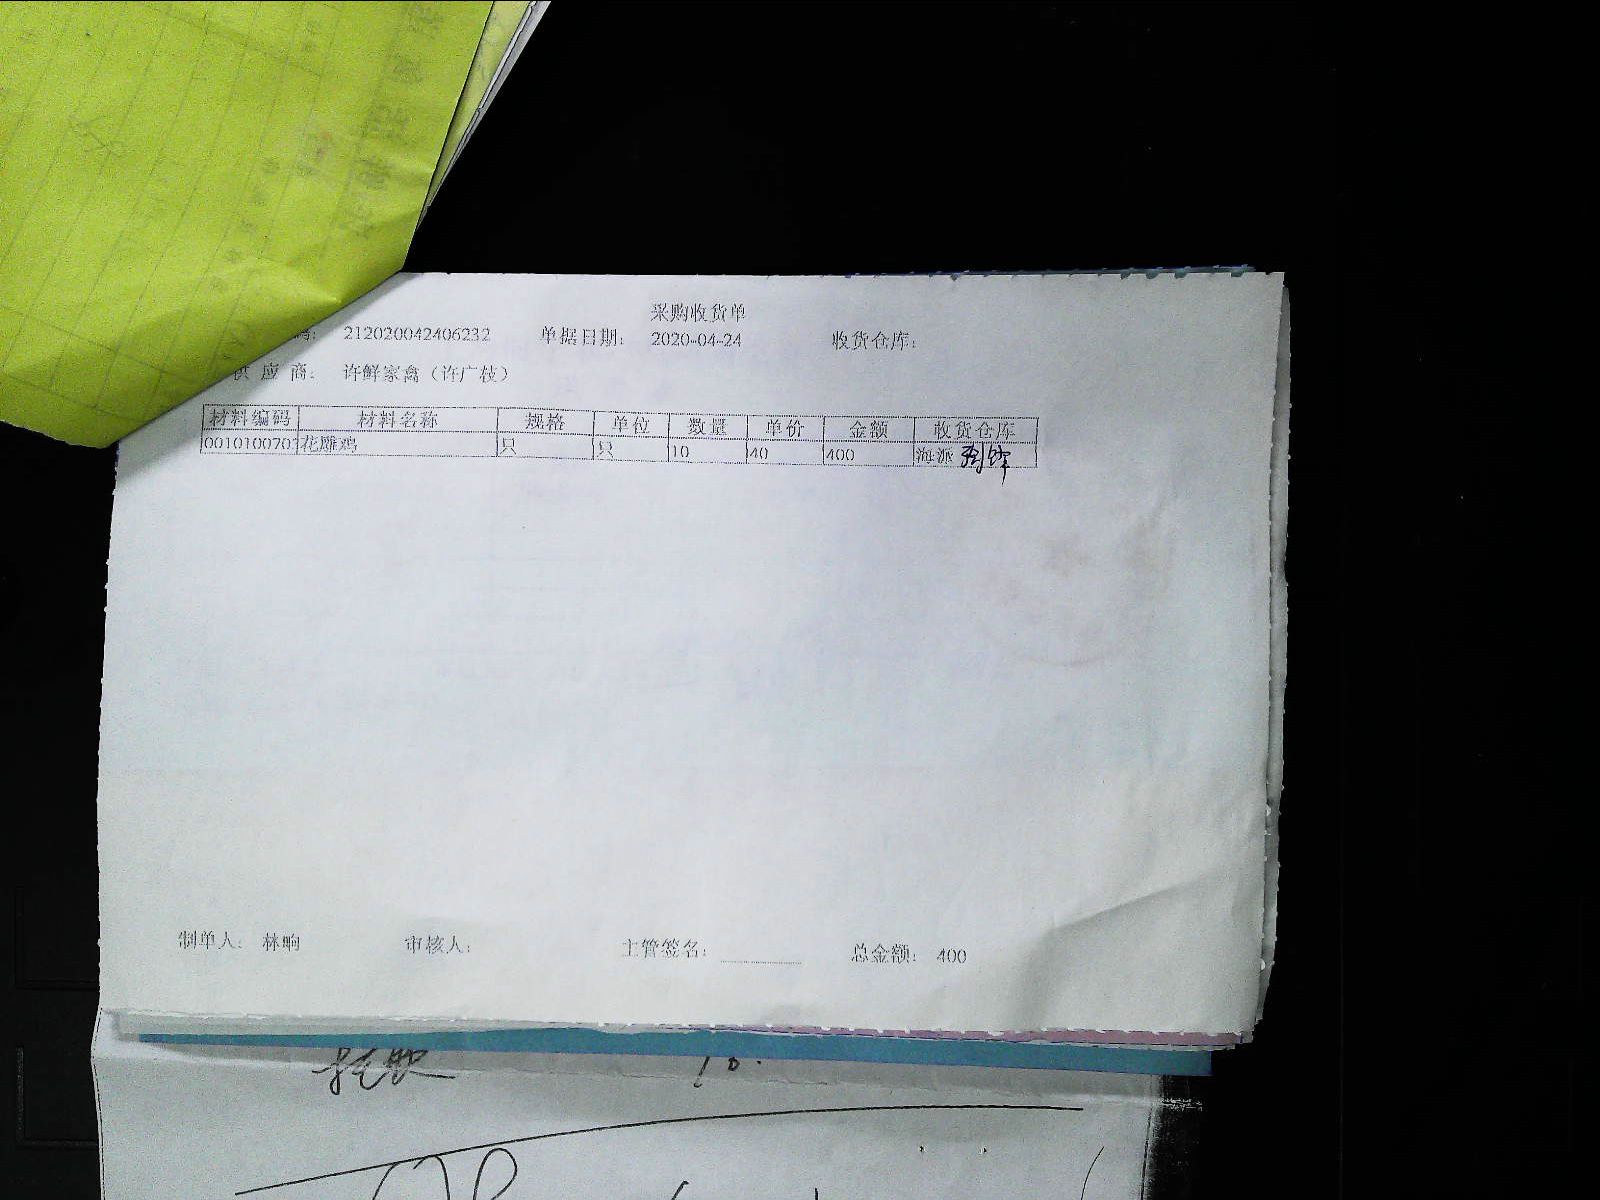 采购收货单
码: 212020042406232 单据日期: 2020-04-24 收货仓库:
供应商: 许鲜家禽（许广枝）
材料编码 材料名称 规格 单位 数量 单价 金额 收货仓库
0010100703 花雕鸡 只 只 10 40 400 海派
制单人: 林晌 审核人: 主管签名: 总金额: 400
10.